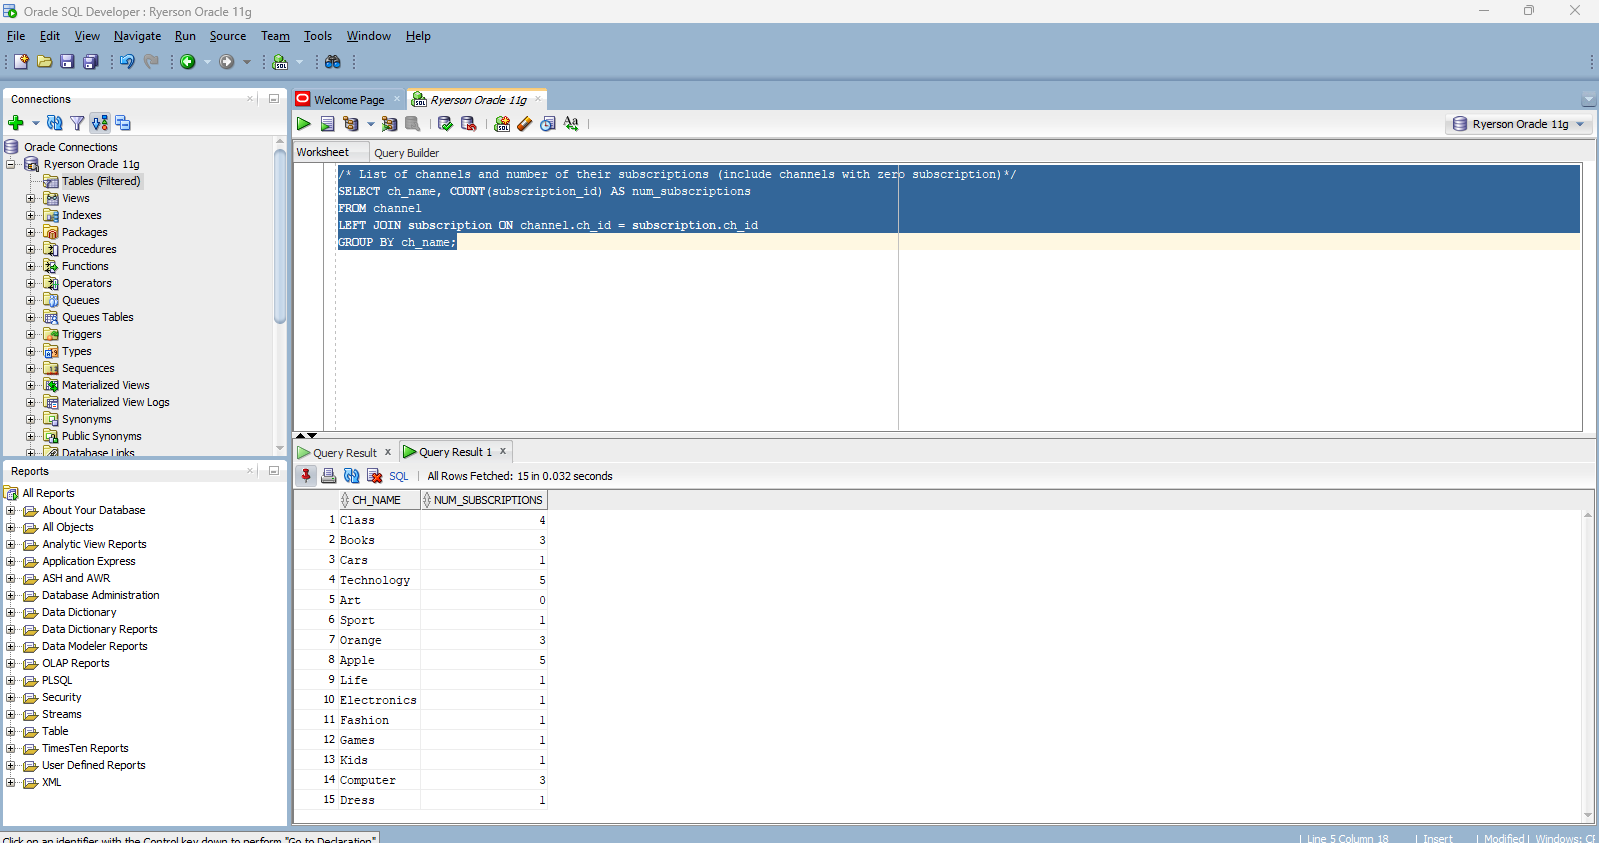 Oracle SQL Developer : Ryerson Oracle 11g
File Edit View Navigate Run Source Team Tools Window Help
Connections
Oracle Connections
Ryerson Oracle 11g
Tables (Filtered)
Views
Indexes
Packages
Procedures
Functions
Operators
Queues
Queues Tables
Triggers
Types
Sequences
Materialized Views
Materialized View Logs
Synonyms
Public Synonyms
Database Links
Reports
All Reports
About Your Database
All Objects
Analytic View Reports
Application Express
ASH and AWR
Database Administration
Data Dictionary
Data Dictionary Reports
Data Modeler Reports
OLAP Reports
PLSQL
Security
Streams
Table
TimesTen Reports
User Defined Reports
XML
Welcome Page Ryerson Oracle 11g
Ryerson Oracle 11g
Worksheet Query Builder
/* List of channels and number of their subscriptions (include channels with zero subscription)*/
SELECT ch_name, COUNT(subscription_id) AS num_subscriptions
FROM channel
LEFT JOIN subscription ON channel.ch_id = subscription.ch_id
GROUP BY ch_name;
Query Result Query Result 1
SQL All Rows Fetched: 15 in 0.032 seconds
CH_NAME NUM_SUBSCRIPTIONS
1 Class 4
2 Books 3
3 Cars 1
4 Technology 5
5 Art 0
6 Sport 1
7 Orange 3
8 Apple 5
9 Life 1
10 Electronics 1
11 Fashion 1
12 Games 1
13 Kids 1
14 Computer 3
15 Dress 1
Click on an identifier with the Control key down to perform "Go to Declaration"
| Line 5 Column 18 | Insert | Modified | Windows: CF